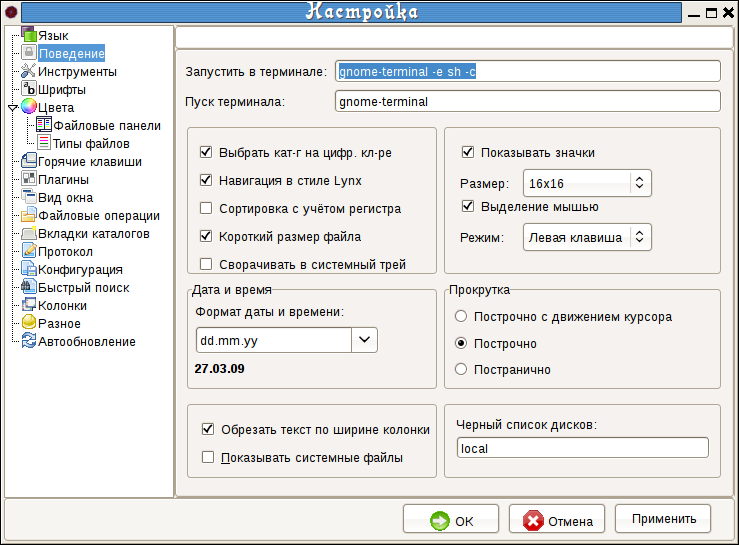 Настройка
Язык
Поведение
Инструменты
Шрифты
Цвета
Файловые панели
Типы файлов
Горячие клавиши
Плагины
Вид окна
Файловые операции
Вкладки каталогов
Протокол
Конфигурация
Быстрый поиск
Колонки
Разное
Автообновление
Запустить в терминале: gnome-terminal -e sh -c
Пуск терминала: gnome-terminal
Выбрать кат-г на цифр. кл-ре
Навигация в стиле Lynx
Сортировка с учётом регистра
Короткий размер файла
Сворачивать в системный трей
Показывать значки
Размер: 16x16
Выделение мышью
Режим: Левая клавиша
Дата и время
Формат даты и времени:
dd.mm.yy
27.03.09
Прокрутка
Построчно с движением курсора
Построчно
Постранично
Обрезать текст по ширине колонки
Показывать системные файлы
Черный список дисков:
local
OK Отмена Применить